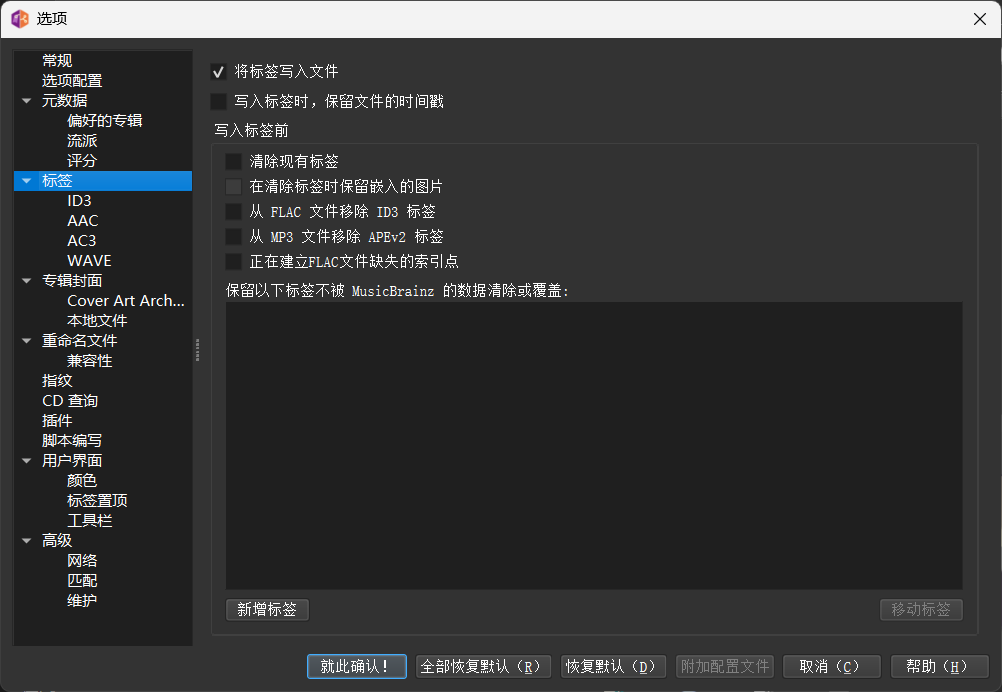 选项
常规
选项配置
元数据
偏好的专辑
流派
评分
标签
ID3
AAC
AC3
WAVE
专辑封面
Cover Art Arch...
本地文件
重命名文件
兼容性
指纹
CD 查询
插件
脚本编写
用户界面
颜色
标签置顶
工具栏
高级
网络
匹配
维护
将标签写入文件
写入标签时，保留文件的时间戳
写入标签前
清除现有标签
在清除标签时保留嵌入的图片
从 FLAC 文件移除 ID3 标签
从 MP3 文件移除 APEv2 标签
正在建立FLAC文件缺失的索引点
保留以下标签不被 MusicBrainz 的数据清除或覆盖:
新增标签
移动标签
就此确认！
全部恢复默认（R）
恢复默认（D）
附加配置文件
取消（C）
帮助（H）